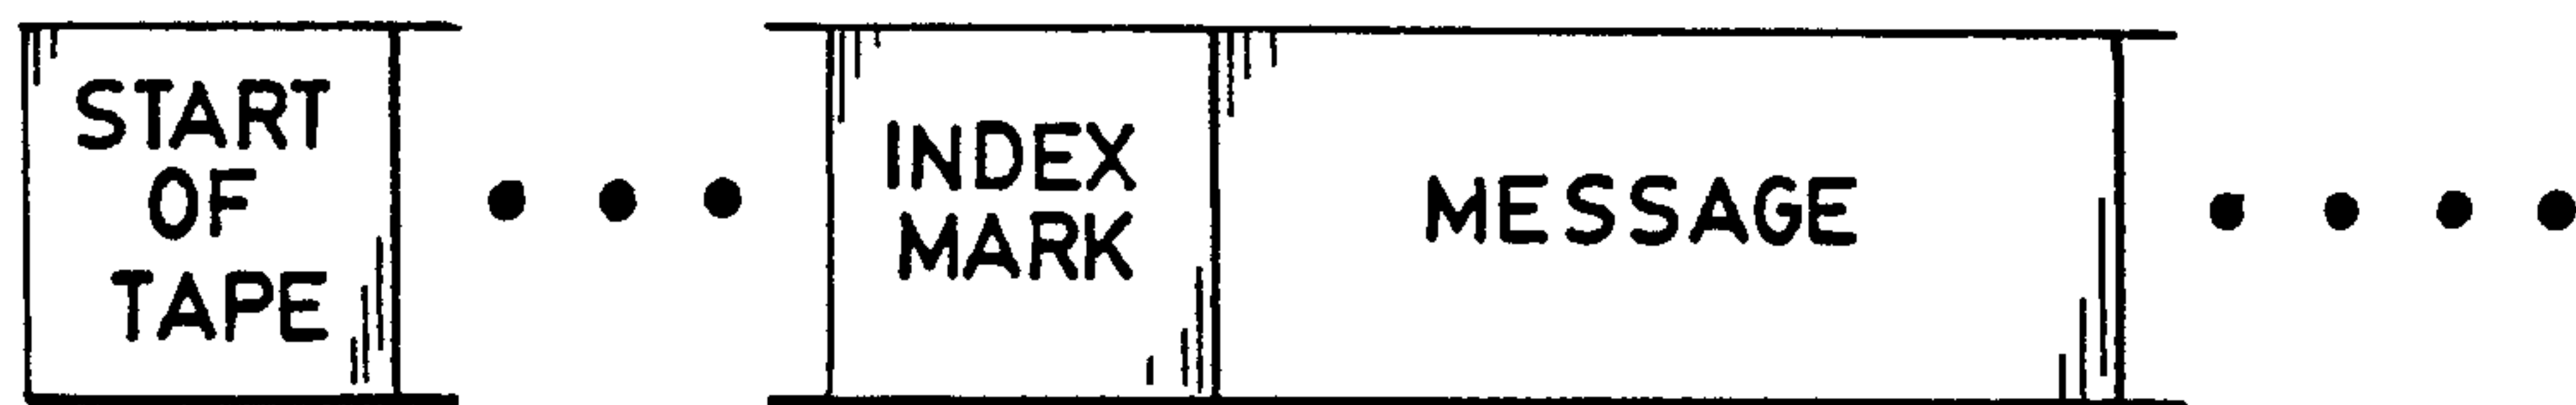 START
OF
TAPE
INDEX
MARK
MESSAGE